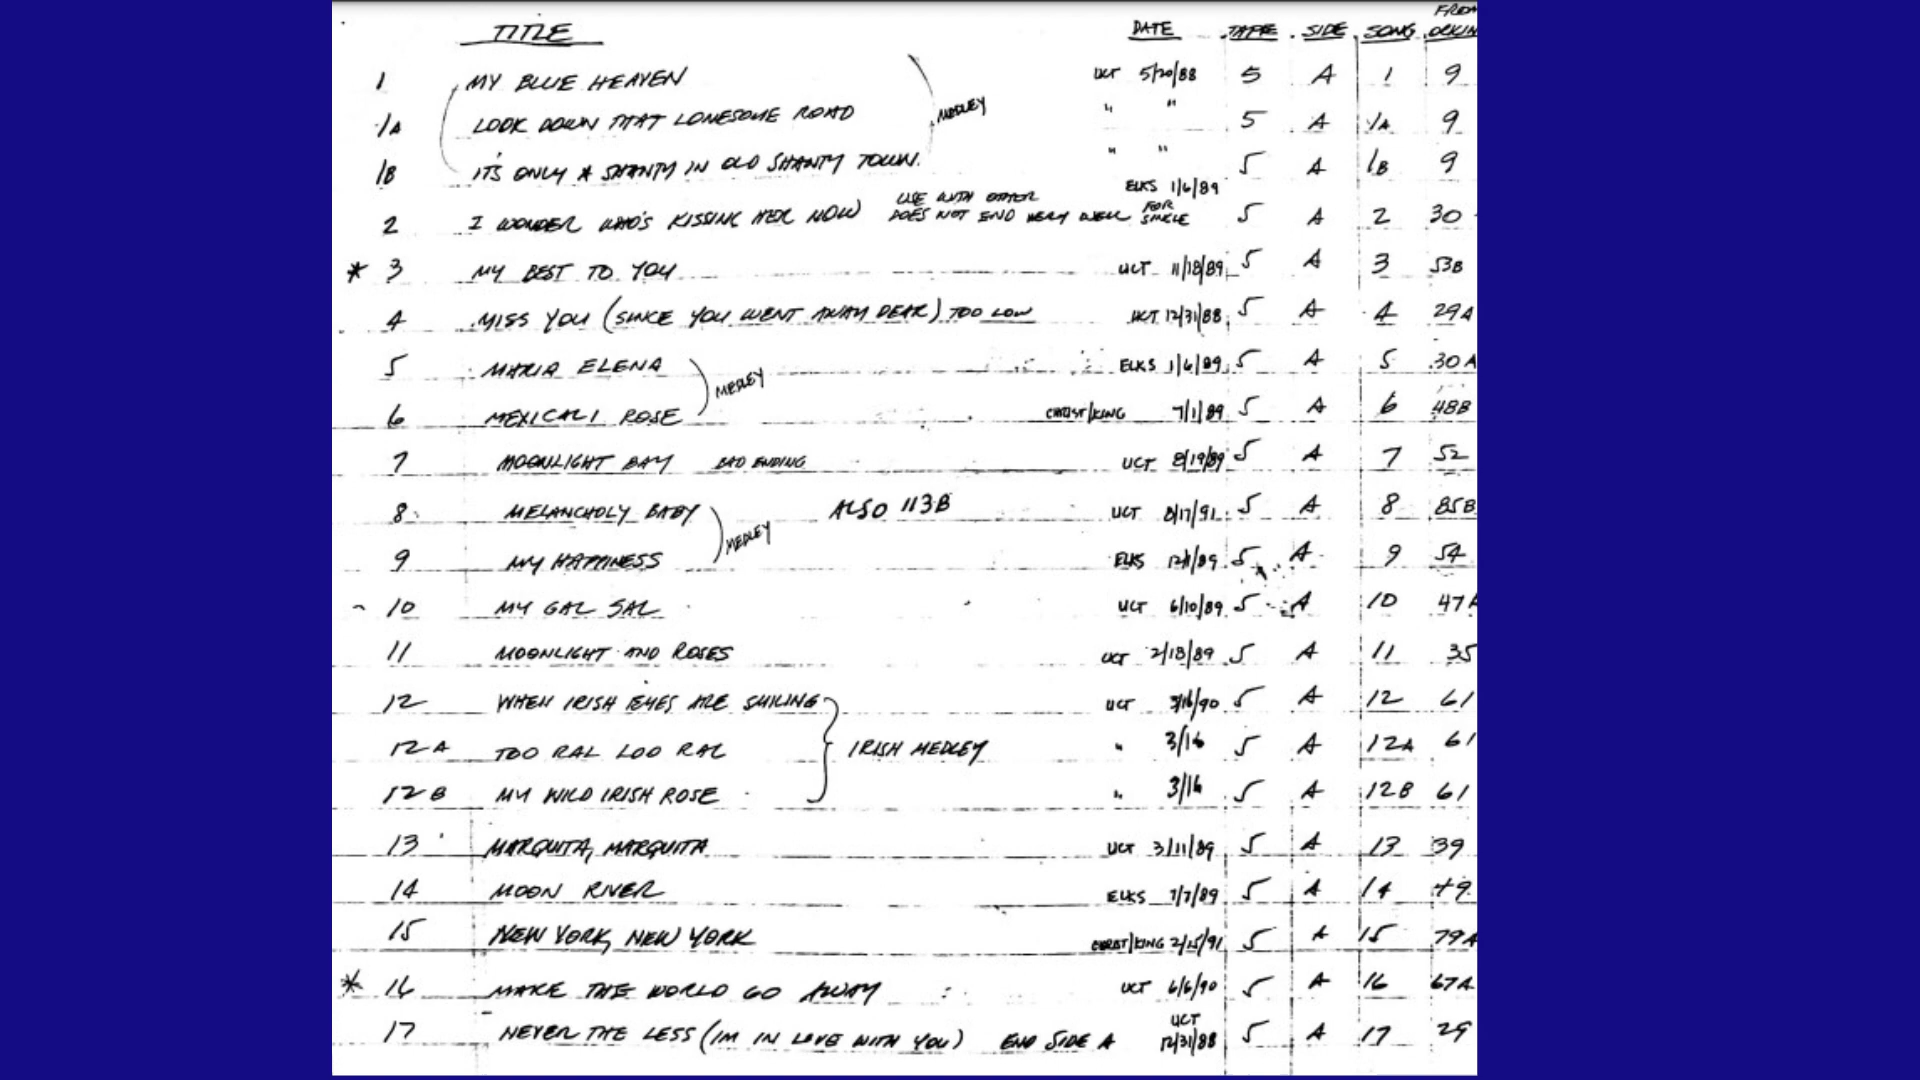 TITLE DATE TAPE SIDE SONG FROM
1 MY BLUE HEAVEN UCT 5/20/88 5 A 1 9
1A LOOK DOWN THAT LONESOME ROAD MEDLEY " " 5 A 1A 9
1B IT'S ONLY A SHANTY IN OLD SHANTY TOWN. " " 5 A 1B 9
2 I WONDER WHO'S KISSING HER NOW USE WITH OTHER DOES NOT END VERY WELL FOR SINGLE ELKS 1/6/89 5 A 2 30
* 3 MY BEST TO YOU UCT 11/18/89 5 A 3 53B
4 MISS YOU (SINCE YOU WENT AWAY DEAR) TOO LOW UCT 12/31/88 5 A 4 29A
5 MARIA ELENA MEDLEY ELKS 1/6/89 5 A 5 30A
6 MEXICALI ROSE CHRIST/KING 7/1/89 5 A 6 48B
7 MOONLIGHT BAY BAD ENDING UCT 8/19/89 5 A 7 52
8 MELANCHOLY BABY MEDLEY ALSO 113B UCT 8/17/91 5 A 8 85B
9 MY HAPPINESS ELKS 5 A 9 54
10 MY GAL SAL UCT 6/10/89 5 A 10 47A
11 MOONLIGHT AND ROSES UCT 2/18/89 5 A 11 35
12 WHEN IRISH EYES ARE SMILING UCT 3/16/90 5 A 12 61
12A TOO RAL LOO RAL IRISH MEDLEY " 3/16 5 A 12A 61
12B MY WILD IRISH ROSE " 3/16 5 A 12B 61
13 MARQUITA, MARQUITA UCT 3/11/89 5 A 13 39
14 MOON RIVER ELKS 7/7/89 5 A 14 49
15 NEW YORK, NEW YORK CHRIST/KING 2/15/91 5 A 15 79A
* 16 MAKE THE WORLD GO AWAY UCT 6/6/90 5 A 16 67A
17 NEVER THE LESS (IM IN LOVE WITH YOU) END SIDE A UCT 12/31/88 5 A 17 29